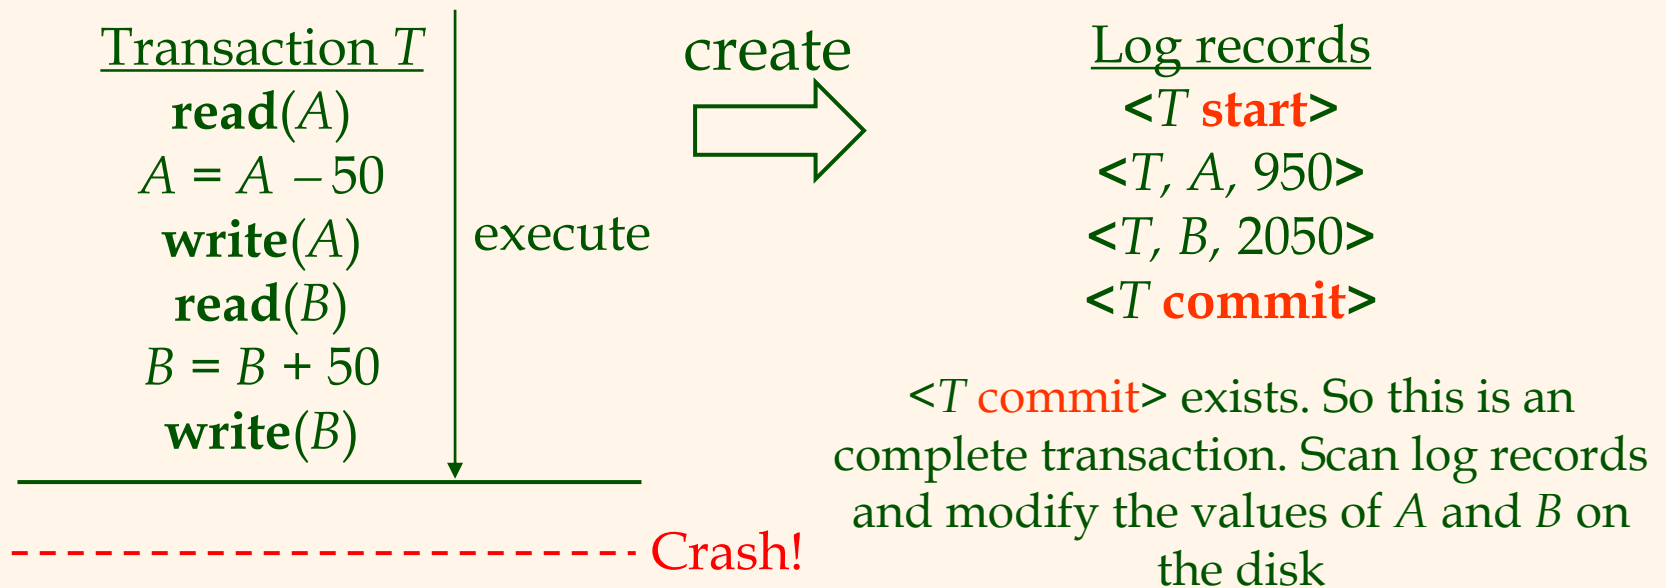 Transaction T
read(A)
A = A – 50
write(A)
read(B)
B = B + 50
write(B)
execute
Crash!
create
Log records
<T start>
<T, A, 950>
<T, B, 2050>
<T commit>
<T commit> exists. So this is an
complete transaction. Scan log records
and modify the values of A and B on
the disk